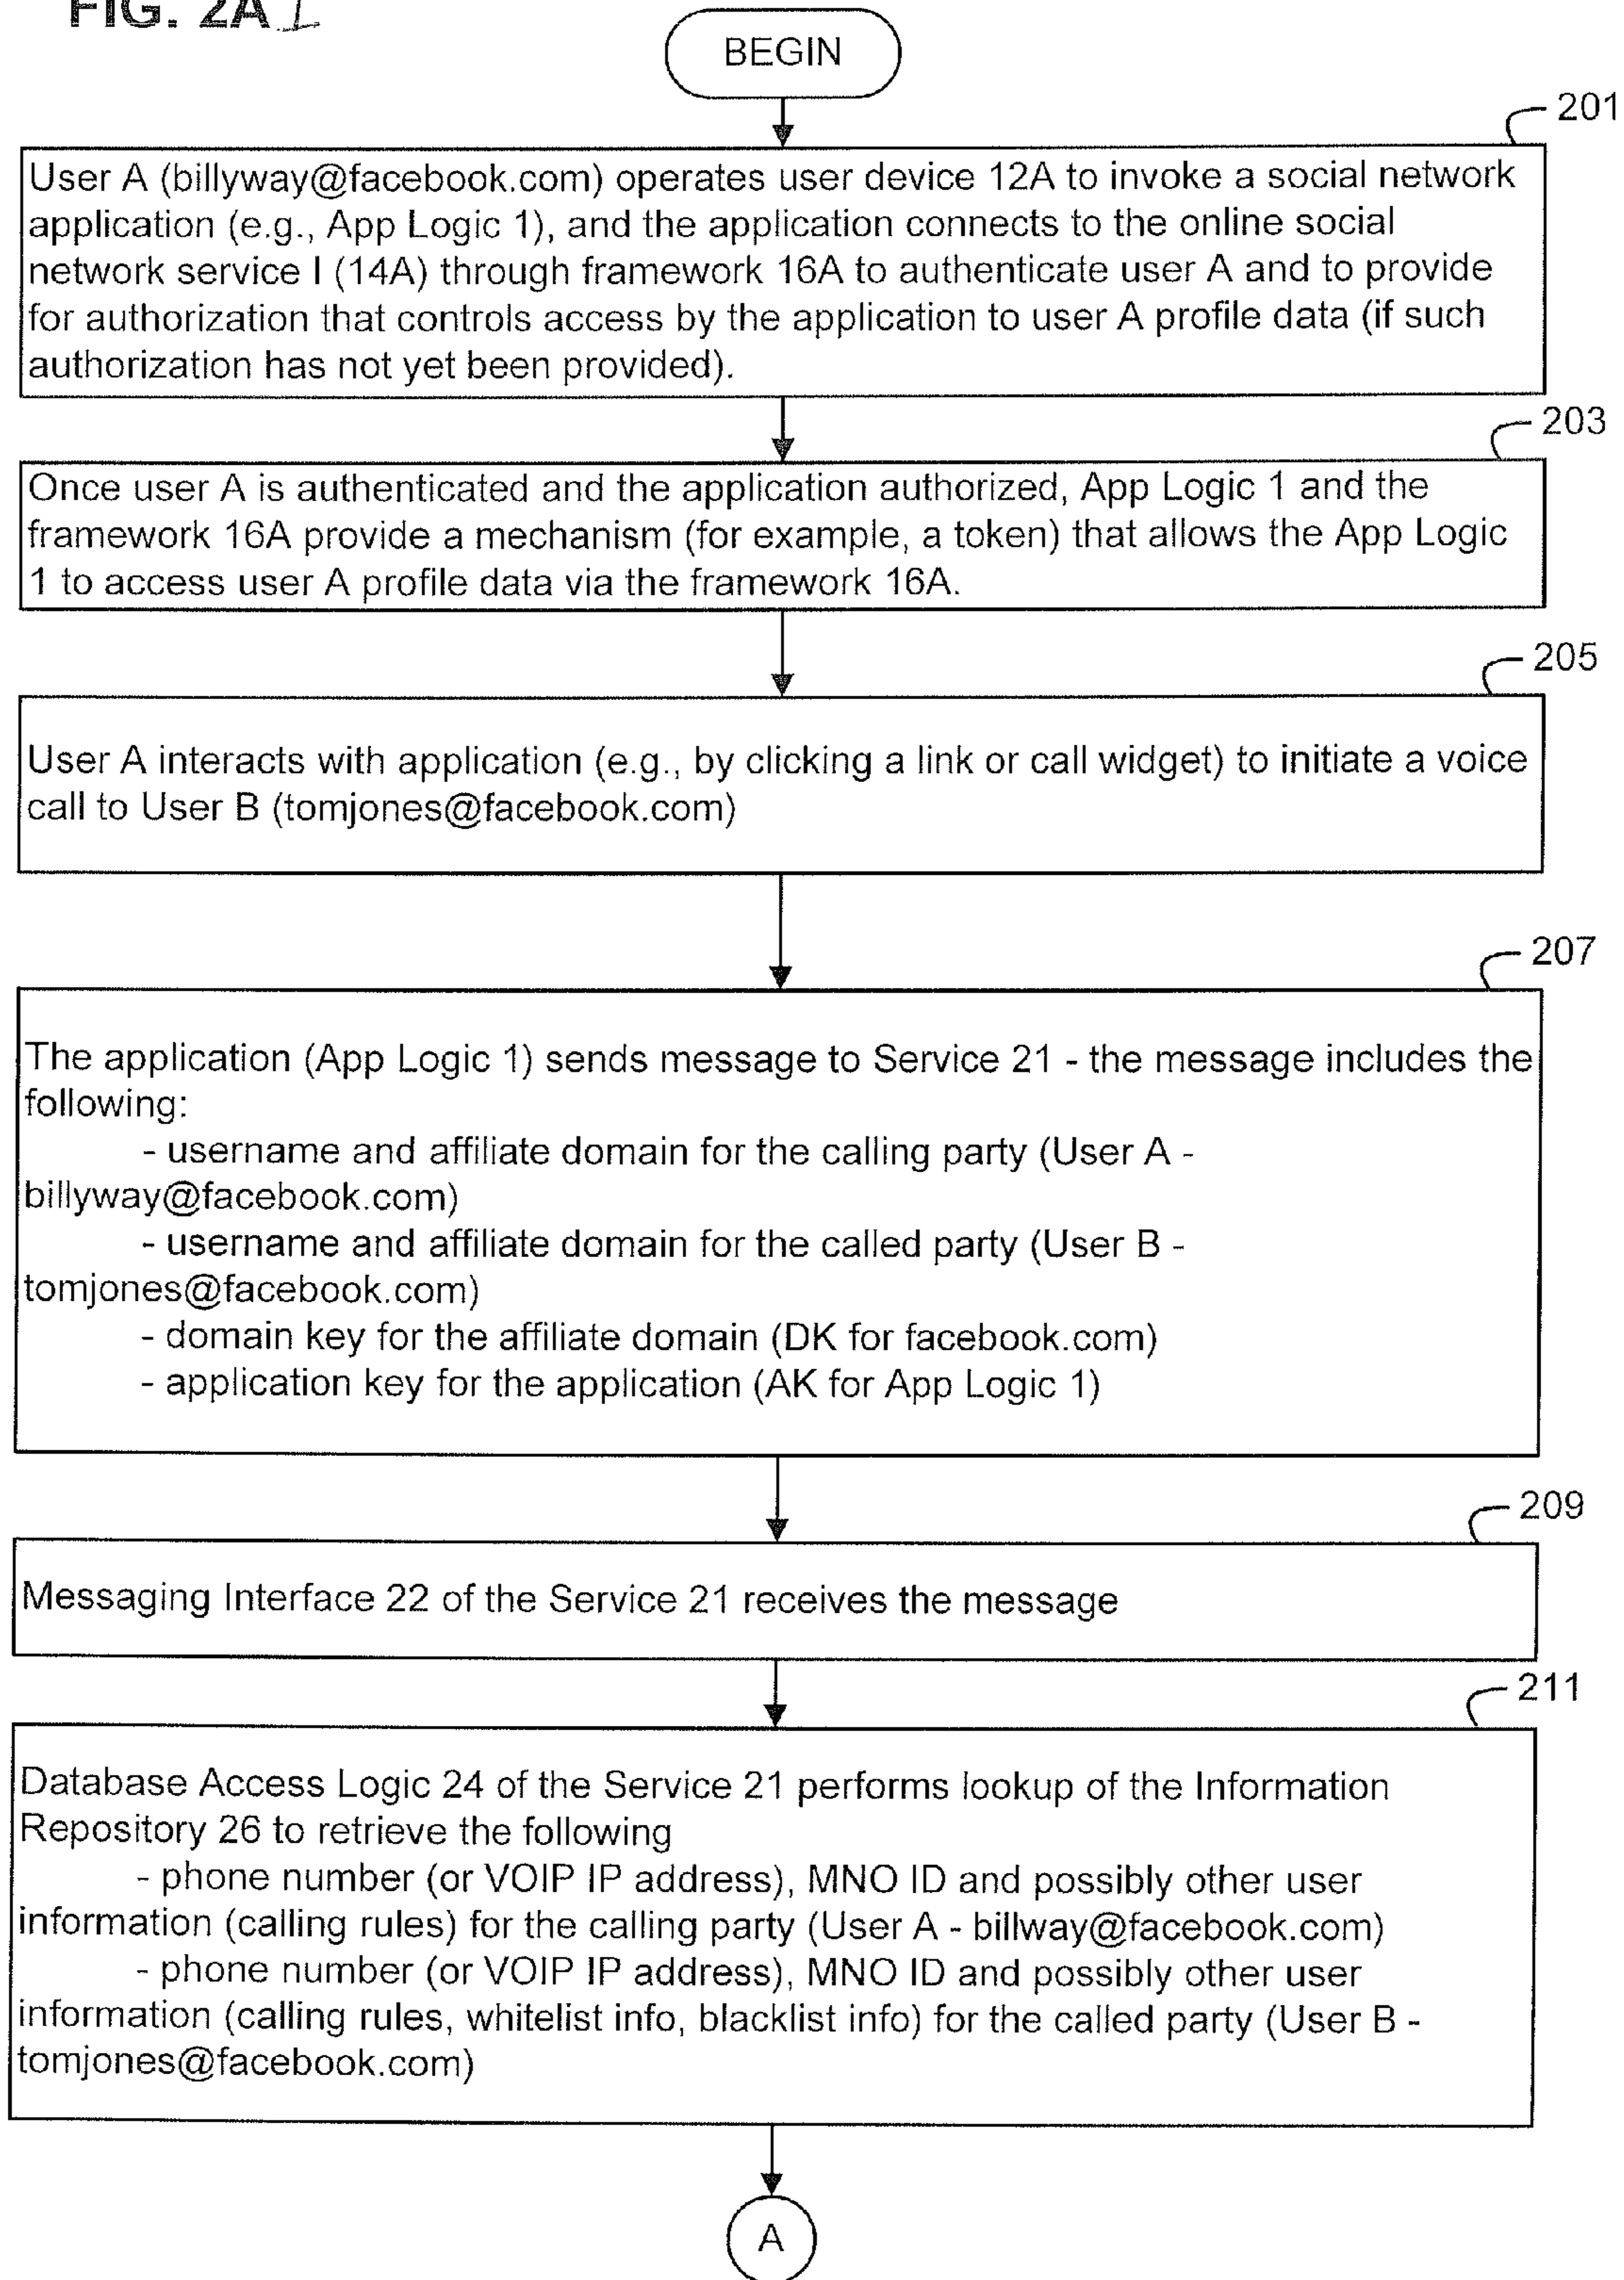 FIG. 2A I
BEGIN
201
User A (billyway@facebook.com) operates user device 12A to invoke a social network
application (e.g., App Logic 1), and the application connects to the online social
network service I (14A) through framework 16A to authenticate user A and to provide
for authorization that controls access by the application to user A profile data (if such
authorization has not yet been provided).
203
Once user A is authenticated and the application authorized, App Logic 1 and the
framework 16A provide a mechanism (for example, a token) that allows the App Logic
1 to access user A profile data via the framework 16A.
205
User A interacts with application (e.g., by clicking a link or call widget) to initiate a voice
call to User B (tomjones@facebook.com)
207
The application (App Logic 1) sends message to Service 21 - the message includes the
following:
- username and affiliate domain for the calling party (User A -
billyway@facebook.com)
- username and affiliate domain for the called party (User B -
tomjones@facebook.com)
- domain key for the affiliate domain (DK for facebook.com)
- application key for the application (AK for App Logic 1)
209
Messaging Interface 22 of the Service 21 receives the message
211
Database Access Logic 24 of the Service 21 performs lookup of the Information
Repository 26 to retrieve the following
- phone number (or VOIP IP address), MNO ID and possibly other user
information (calling rules) for the calling party (User A - billway@facebook.com)
- phone number (or VOIP IP address), MNO ID and possibly other user
information (calling rules, whitelist info, blacklist info) for the called party (User B -
tomjones@facebook.com)
A